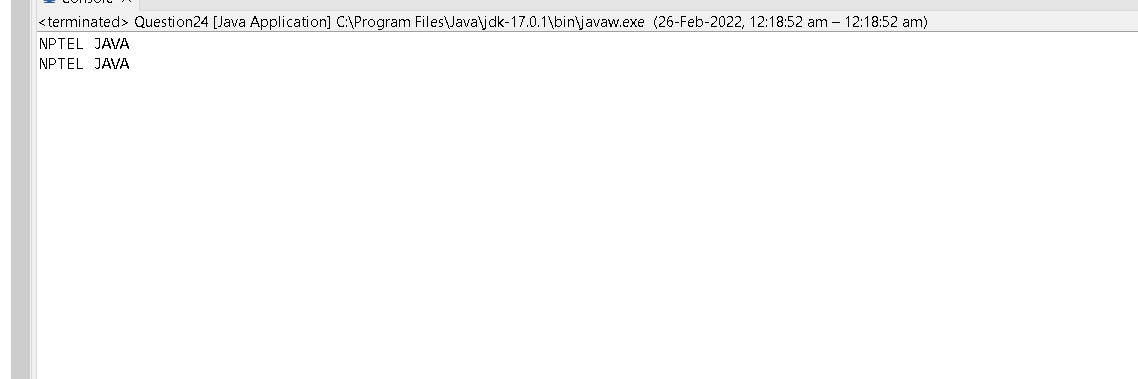 Console
<terminated> Question24 [Java Application] C:\Program Files\Java\jdk-17.0.1\bin\javaw.exe (26-Feb-2022, 12:18:52 am – 12:18:52 am)
NPTEL JAVA
NPTEL JAVA